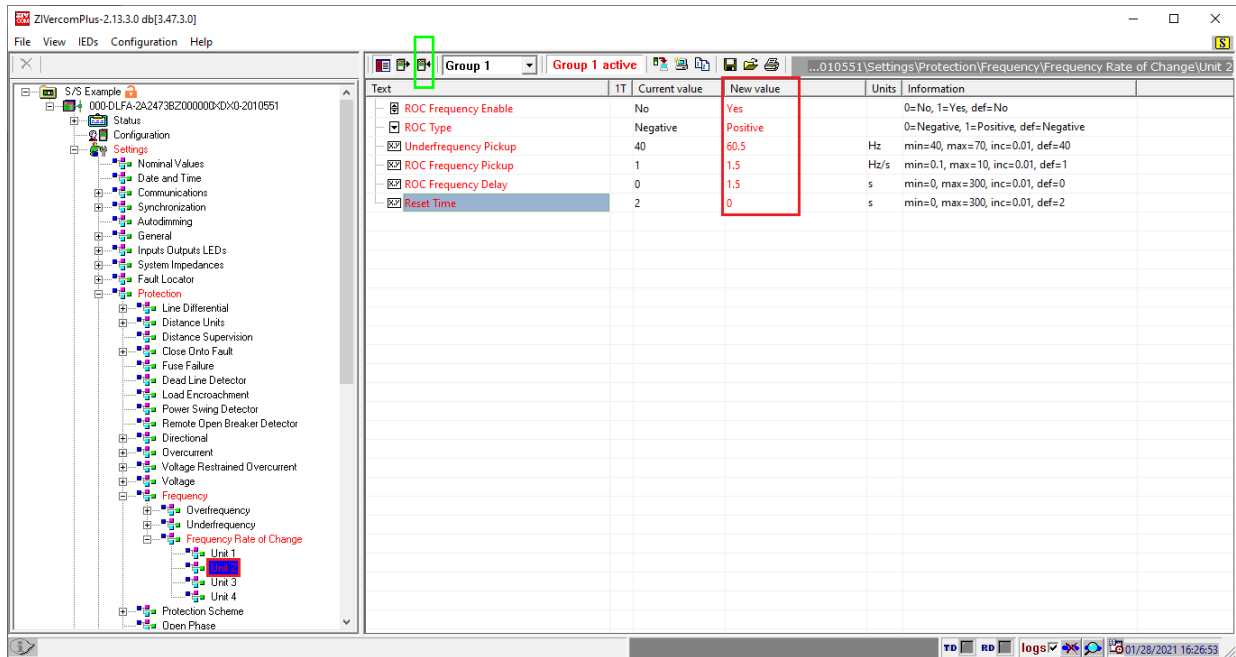 ZIVercomPlus-2.13.3.0 db[3.47.3.0]
File View IEDs Configuration Help
S
Group 1
Group 1 active
...010551\Settings\Protection\Frequency\Frequency Rate of Change\Unit 2
S/S Example
000-DLFA-2A2473BZ000000XDX0-2010551
Status
Configuration
Settings
Nominal Values
Date and Time
Communications
Synchronization
Autodimming
General
Inputs Outputs LEDs
System Impedances
Fault Locator
Protection
Line Differential
Distance Units
Distance Supervision
Close Onto Fault
Fuse Failure
Dead Line Detector
Load Encroachment
Power Swing Detector
Remote Open Breaker Detector
Directional
Overcurrent
Voltage Restrained Overcurrent
Voltage
Frequency
Overfrequency
Underfrequency
Frequency Rate of Change
Unit 1
Unit 2
Unit 3
Unit 4
Protection Scheme
Open Phase
Text 1T Current value New value Units Information
ROC Frequency Enable No Yes 0=No, 1=Yes, def=No
ROC Type Negative Positive 0=Negative, 1=Positive, def=Negative
Underfrequency Pickup 40 60.5 Hz min=40, max=70, inc=0.01, def=40
ROC Frequency Pickup 1 1.5 Hz/s min=0.1, max=10, inc=0.01, def=1
ROC Frequency Delay 0 1.5 s min=0, max=300, inc=0.01, def=0
Reset Time 2 0 s min=0, max=300, inc=0.01, def=2
TD RD logs 01/28/2021 16:26:53